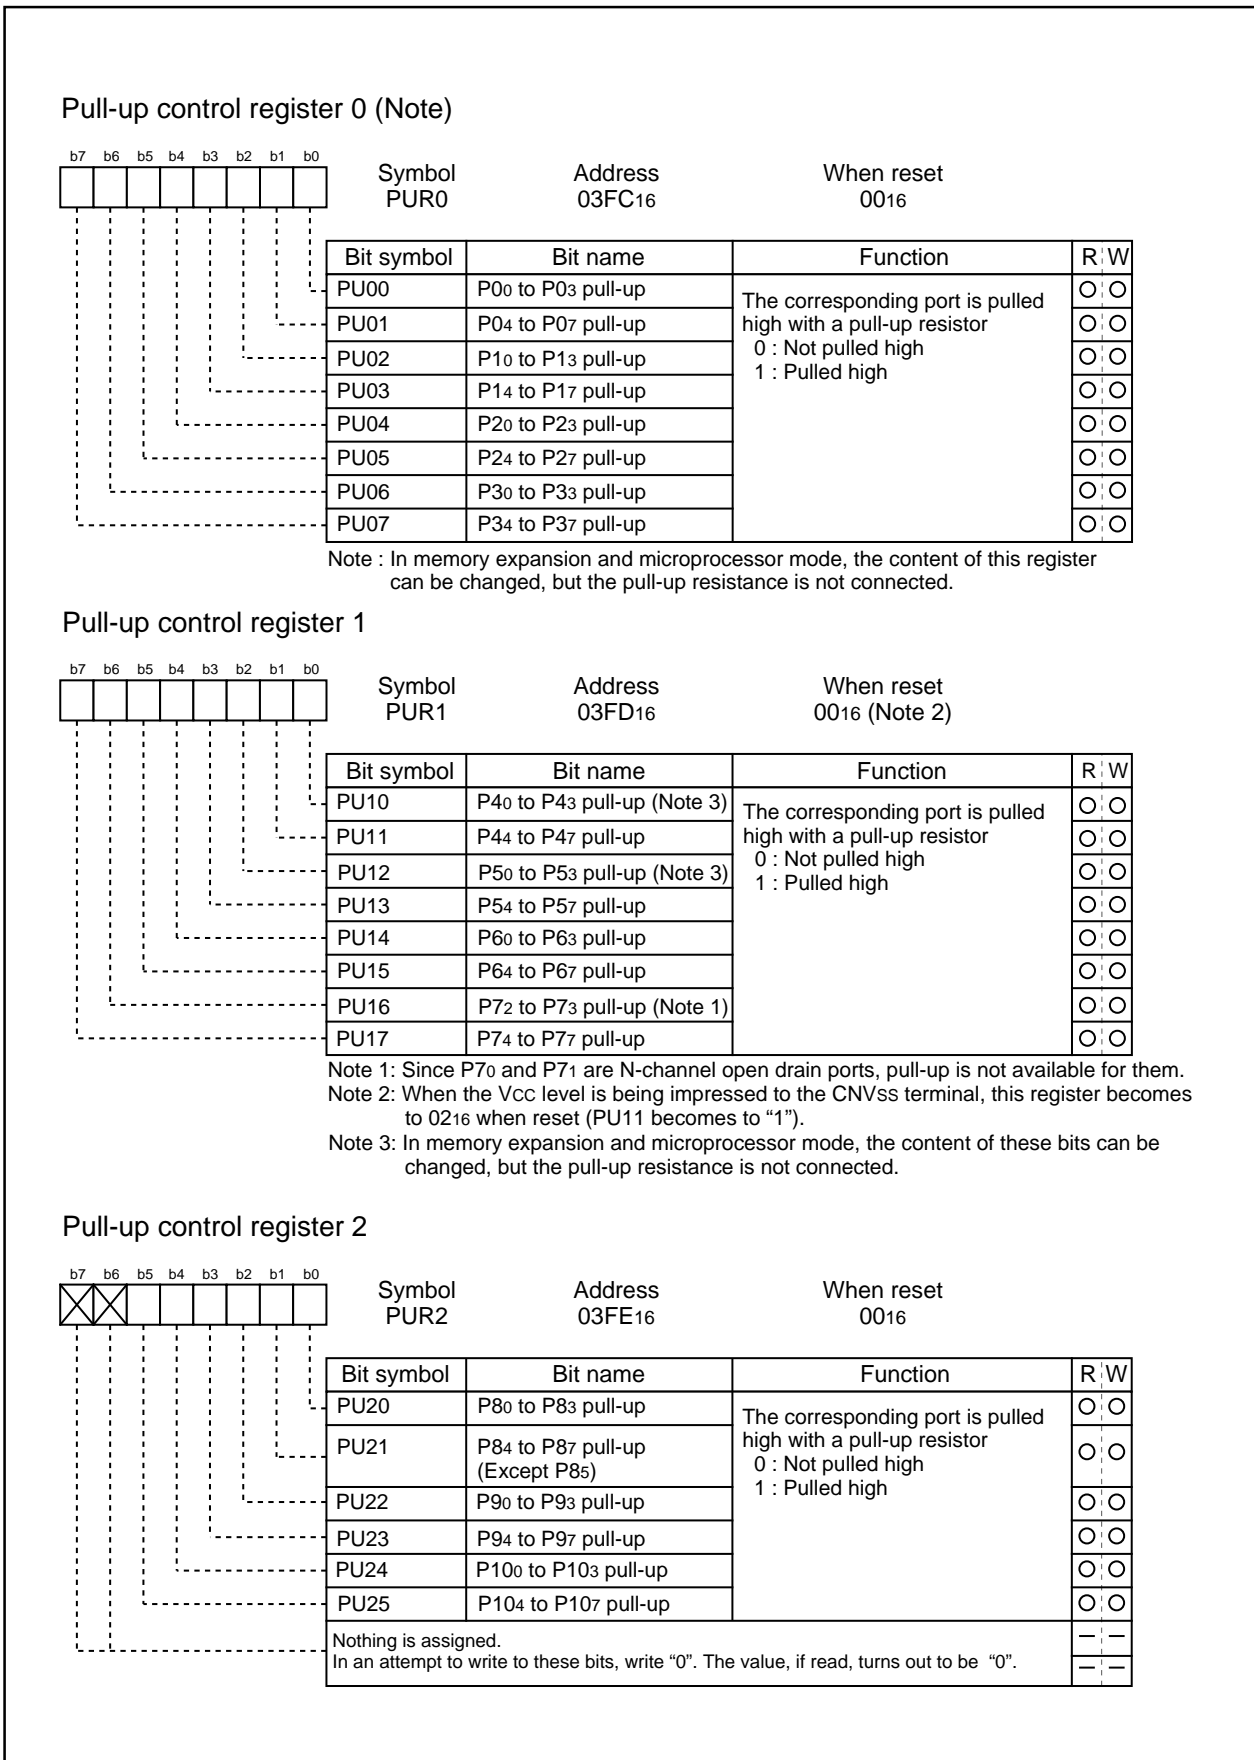 Pull-up control register 0 (Note)
b7 b6 b5 b4 b3 b2 b1 b0
Symbol Address When reset
PUR0 03FC16 0016
Bit symbol Bit name Function R W
PU00 P00 to P03 pull-up The corresponding port is pulled
PU01 P04 to P07 pull-up high with a pull-up resistor
0 : Not pulled high
PU02 P10 to P13 pull-up 1 : Pulled high
PU03 P14 to P17 pull-up
PU04 P20 to P23 pull-up
PU05 P24 to P27 pull-up
PU06 P30 to P33 pull-up
PU07 P34 to P37 pull-up
Note : In memory expansion and microprocessor mode, the content of this register
can be changed, but the pull-up resistance is not connected.
Pull-up control register 1
b7 b6 b5 b4 b3 b2 b1 b0
Symbol Address When reset
PUR1 03FD16 0016 (Note 2)
Bit symbol Bit name Function R W
PU10 P40 to P43 pull-up (Note 3) The corresponding port is pulled
PU11 P44 to P47 pull-up high with a pull-up resistor
0 : Not pulled high
PU12 P50 to P53 pull-up (Note 3) 1 : Pulled high
PU13 P54 to P57 pull-up
PU14 P60 to P63 pull-up
PU15 P64 to P67 pull-up
PU16 P72 to P73 pull-up (Note 1)
PU17 P74 to P77 pull-up
Note 1: Since P70 and P71 are N-channel open drain ports, pull-up is not available for them.
Note 2: When the VCC level is being impressed to the CNVSS terminal, this register becomes
to 0216 when reset (PU11 becomes to “1”).
Note 3: In memory expansion and microprocessor mode, the content of these bits can be
changed, but the pull-up resistance is not connected.
Pull-up control register 2
b7 b6 b5 b4 b3 b2 b1 b0
Symbol Address When reset
PUR2 03FE16 0016
Bit symbol Bit name Function R W
PU20 P80 to P83 pull-up The corresponding port is pulled
PU21 P84 to P87 pull-up high with a pull-up resistor
(Except P85) 0 : Not pulled high
1 : Pulled high
PU22 P90 to P93 pull-up
PU23 P94 to P97 pull-up
PU24 P100 to P103 pull-up
PU25 P104 to P107 pull-up
Nothing is assigned.
In an attempt to write to these bits, write “0”. The value, if read, turns out to be “0”.